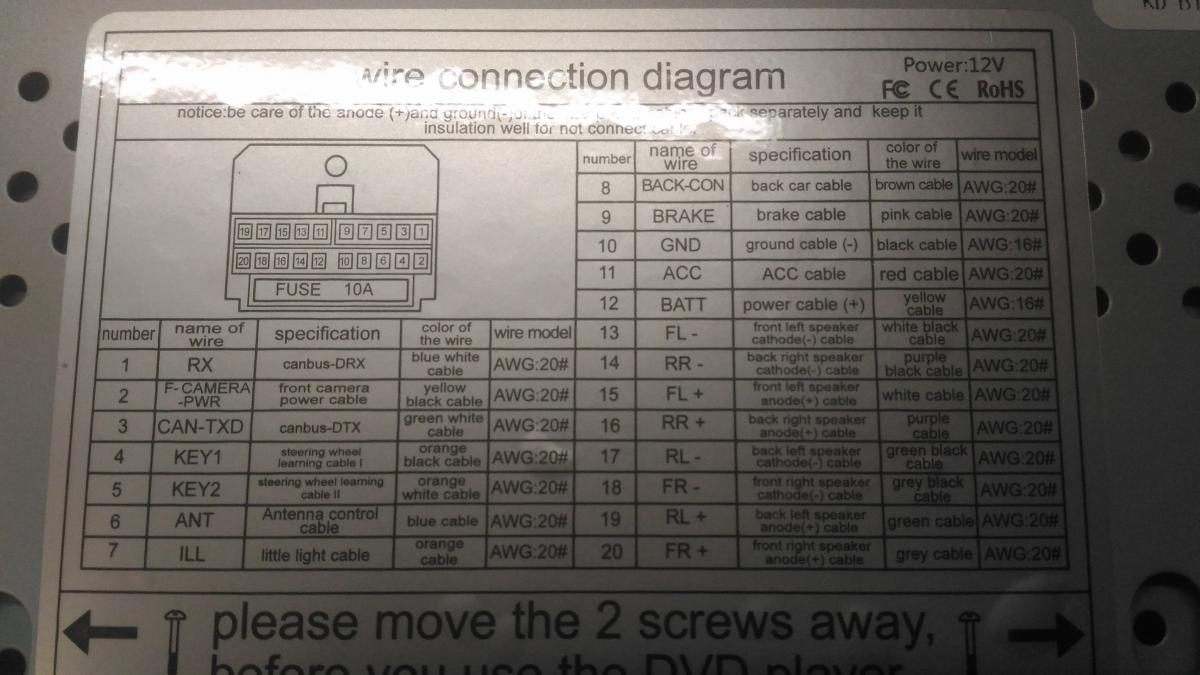 KD
wire connection diagram
Power:12V
FC CE RoHS
notice:be care of the anode (+)and ground(-) separately and keep it
insulation well for not connect
19 17 15 13 11 9 7 5 3 1
20 18 16 14 12 10 8 6 4 2
FUSE 10A
number name of wire specification color of the wire wire model
8 BACK-CON back car cable brown cable AWG:20#
9 BRAKE brake cable pink cable AWG:20#
10 GND ground cable (-) black cable AWG:16#
11 ACC ACC cable red cable AWG:20#
12 BATT power cable (+) yellow cable AWG:16#
13 FL - front left speaker cathode(-) cable white black cable AWG:20#
14 RR - back right speaker cathode(-) cable purple black cable AWG:20#
15 FL + front left speaker anode(+) cable white cable AWG:20#
16 RR + back right speaker anode(+) cable purple cable AWG:20#
17 RL - back left speaker cathode(-) cable green black cable AWG:20#
18 FR - front right speaker cathode(-) cable grey black cable AWG:20#
19 RL + back left speaker anode(+) cable green cable AWG:20#
20 FR + front right speaker anode(+) cable grey cable AWG:20#
number name of wire specification color of the wire wire model
1 RX canbus-DRX blue white cable AWG:20#
2 F-CAMERA -PWR front camera power cable yellow black cable AWG:20#
3 CAN-TXD canbus-DTX green white cable AWG:20#
4 KEY1 steering wheel learning cable I orange black cable AWG:20#
5 KEY2 steering wheel learning cable II orange white cable AWG:20#
6 ANT Antenna control cable blue cable AWG:20#
7 ILL little light cable orange cable AWG:20#
please move the 2 screws away,
before you use the DVD player